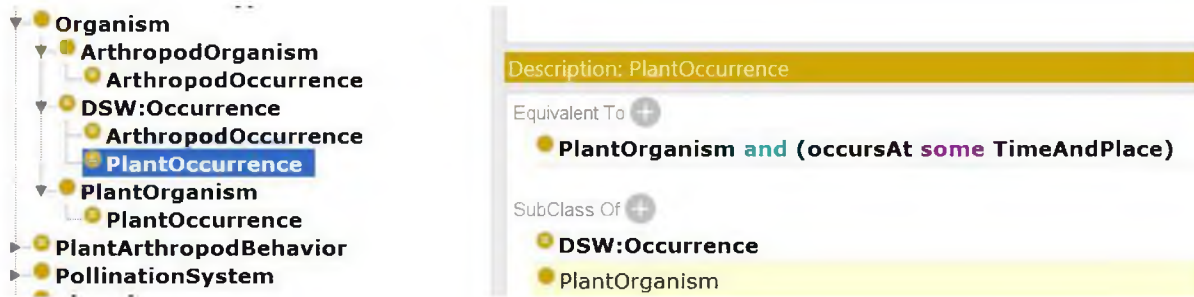 Organism
ArthropodOrganism
ArthropodOccurrence
DSW:Occurrence
ArthropodOccurrence
PlantOccurrence
PlantOrganism
PlantOccurrence
PlantArthropodBehavior
PollinationSystem
Description: PlantOccurrence
Equivalent To
PlantOrganism and (occursAt some TimeAndPlace)
SubClass Of
DSW:Occurrence
PlantOrganism